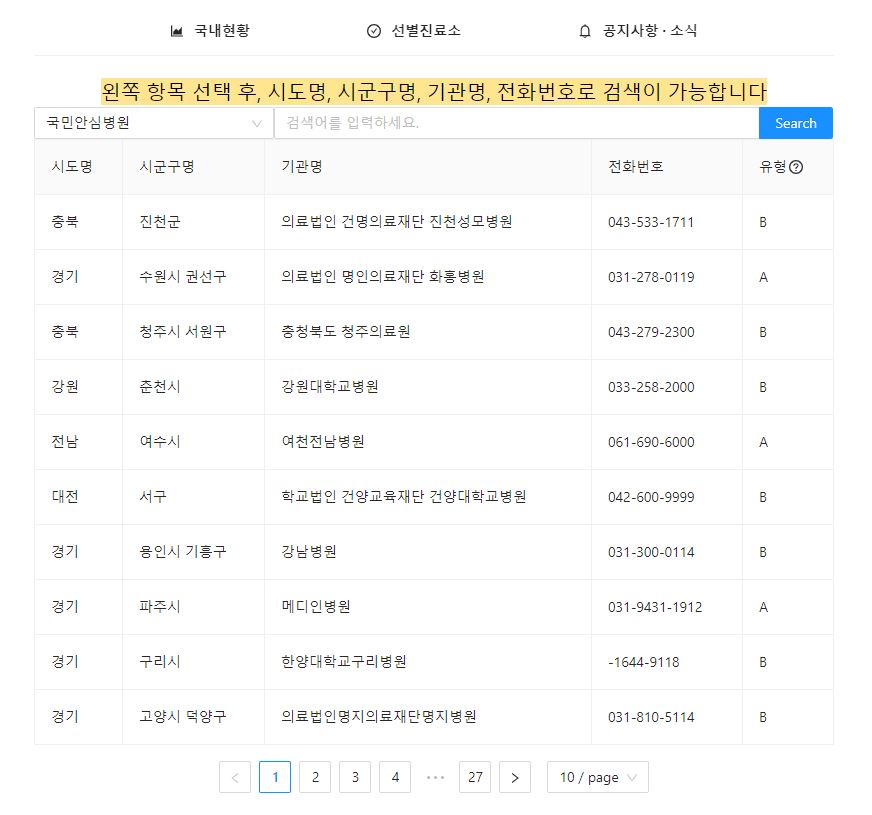 국내현황 선별진료소 공지사항 · 소식
왼쪽 항목 선택 후, 시도명, 시군구명, 기관명, 전화번호로 검색이 가능합니다
국민안심병원 검색어를 입력하세요. Search
시도명 시군구명 기관명 전화번호 유형?
충북 진천군 의료법인 건명의료재단 진천성모병원 043-533-1711 B
경기 수원시 권선구 의료법인 명인의료재단 화홍병원 031-278-0119 A
충북 청주시 서원구 충청북도 청주의료원 043-279-2300 B
강원 춘천시 강원대학교병원 033-258-2000 B
전남 여수시 여천전남병원 061-690-6000 A
대전 서구 학교법인 건양교육재단 건양대학교병원 042-600-9999 B
경기 용인시 기흥구 강남병원 031-300-0114 B
경기 파주시 메디인병원 031-9431-1912 A
경기 구리시 한양대학교구리병원 -1644-9118 B
경기 고양시 덕양구 의료법인명지의료재단명지병원 031-810-5114 B
< 1 2 3 4 ••• 27 > 10 / page